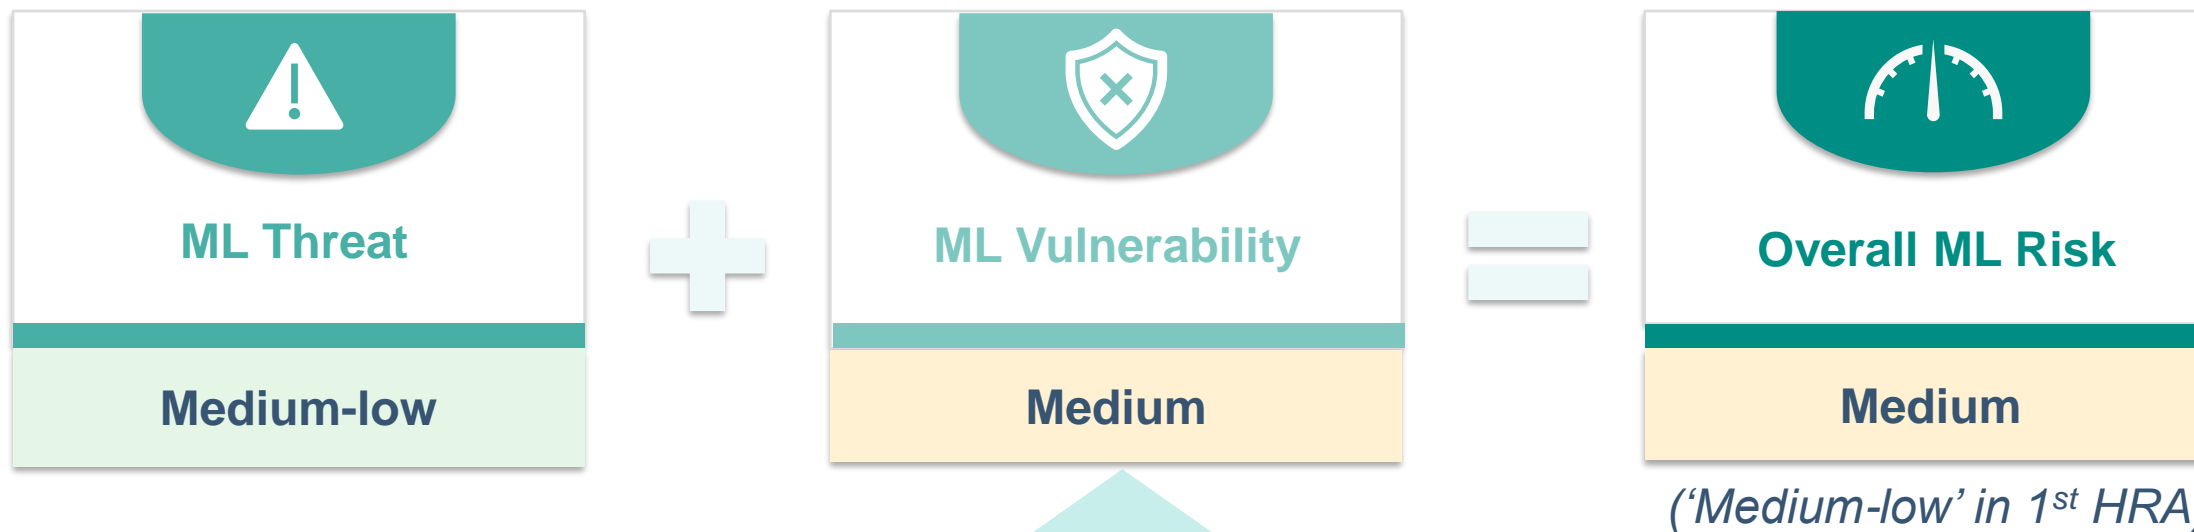 ML Threat
ML Vulnerability
Overall ML Risk
Medium-low
Medium
Medium
(‘Medium-low’ in 1st HRA)